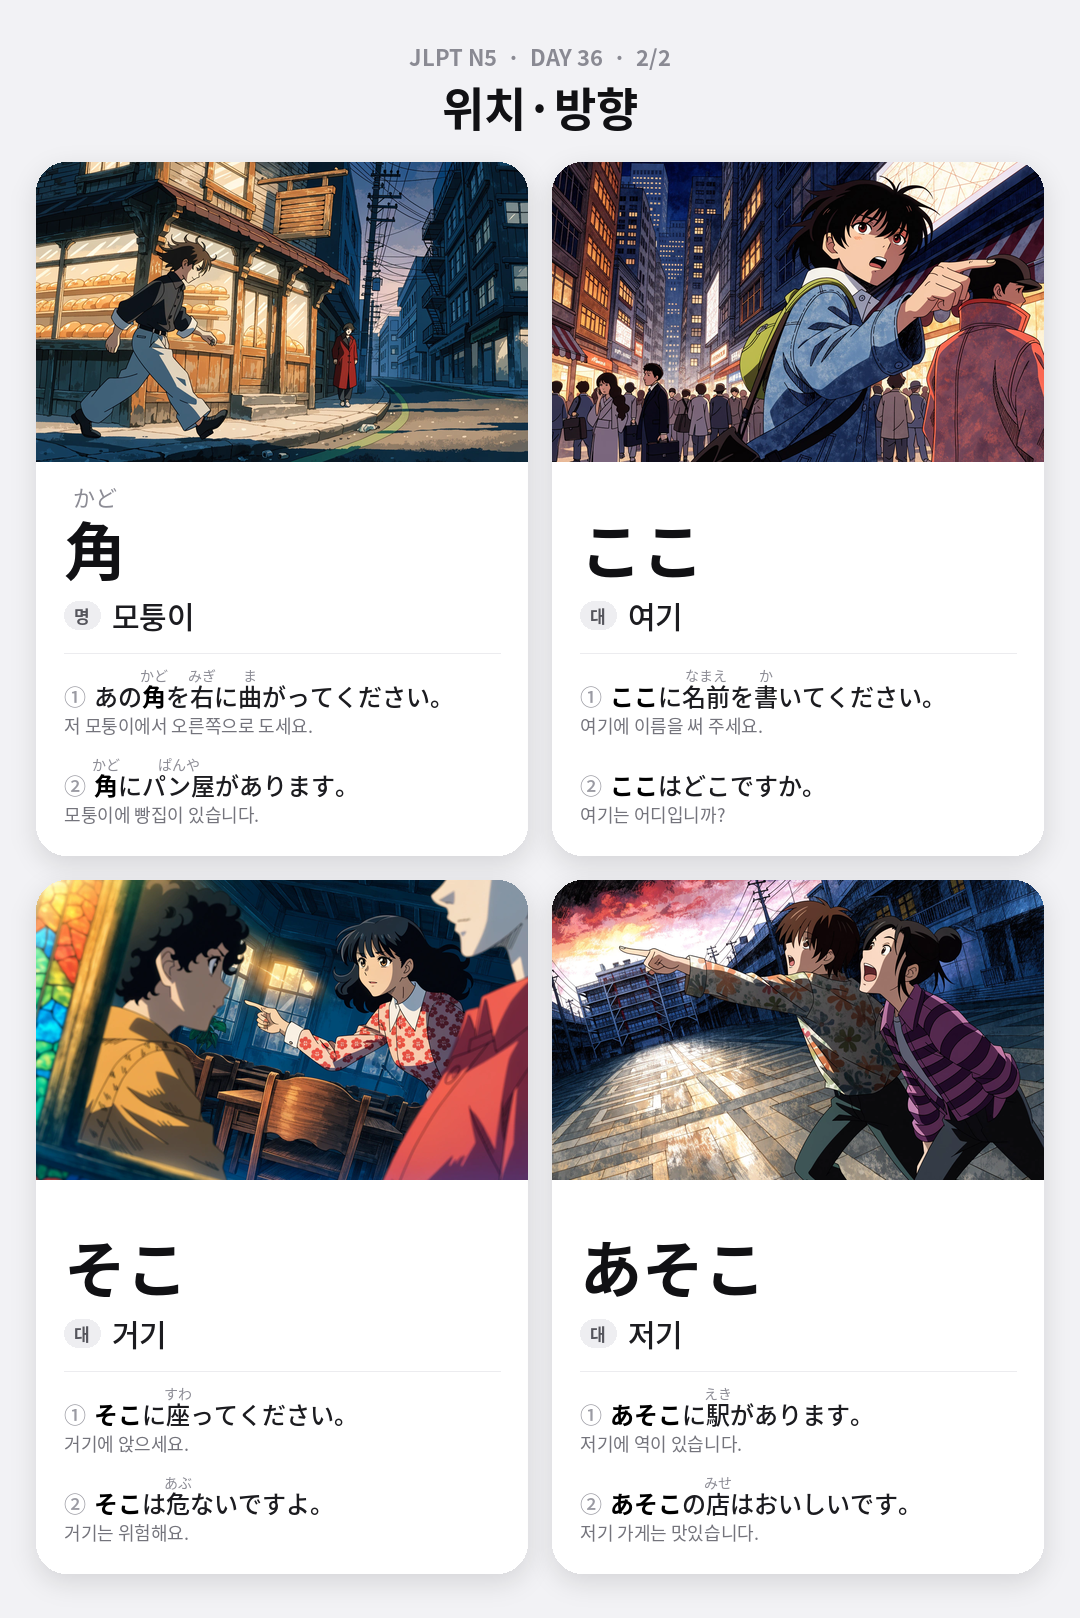 JLPT N5 · DAY 36 · 2/2
위치·방향
かど
角
명 모퉁이
かど みぎ ま
① あの角を右に曲がってください。
저 모퉁이에서 오른쪽으로 도세요.
かど ぱんや
② 角にパン屋があります。
모퉁이에 빵집이 있습니다.
ここ
대 여기
なまえ か
① ここに名前を書いてください。
여기에 이름을 써 주세요.
② ここはどこですか。
여기는 어디입니까?
そこ
대 거기
すわ
① そこに座ってください。
거기에 앉으세요.
あぶ
② そこは危ないですよ。
거기는 위험해요.
あそこ
대 저기
えき
① あそこに駅があります。
저기에 역이 있습니다.
みせ
② あそこの店はおいしいです。
저기 가게는 맛있습니다.